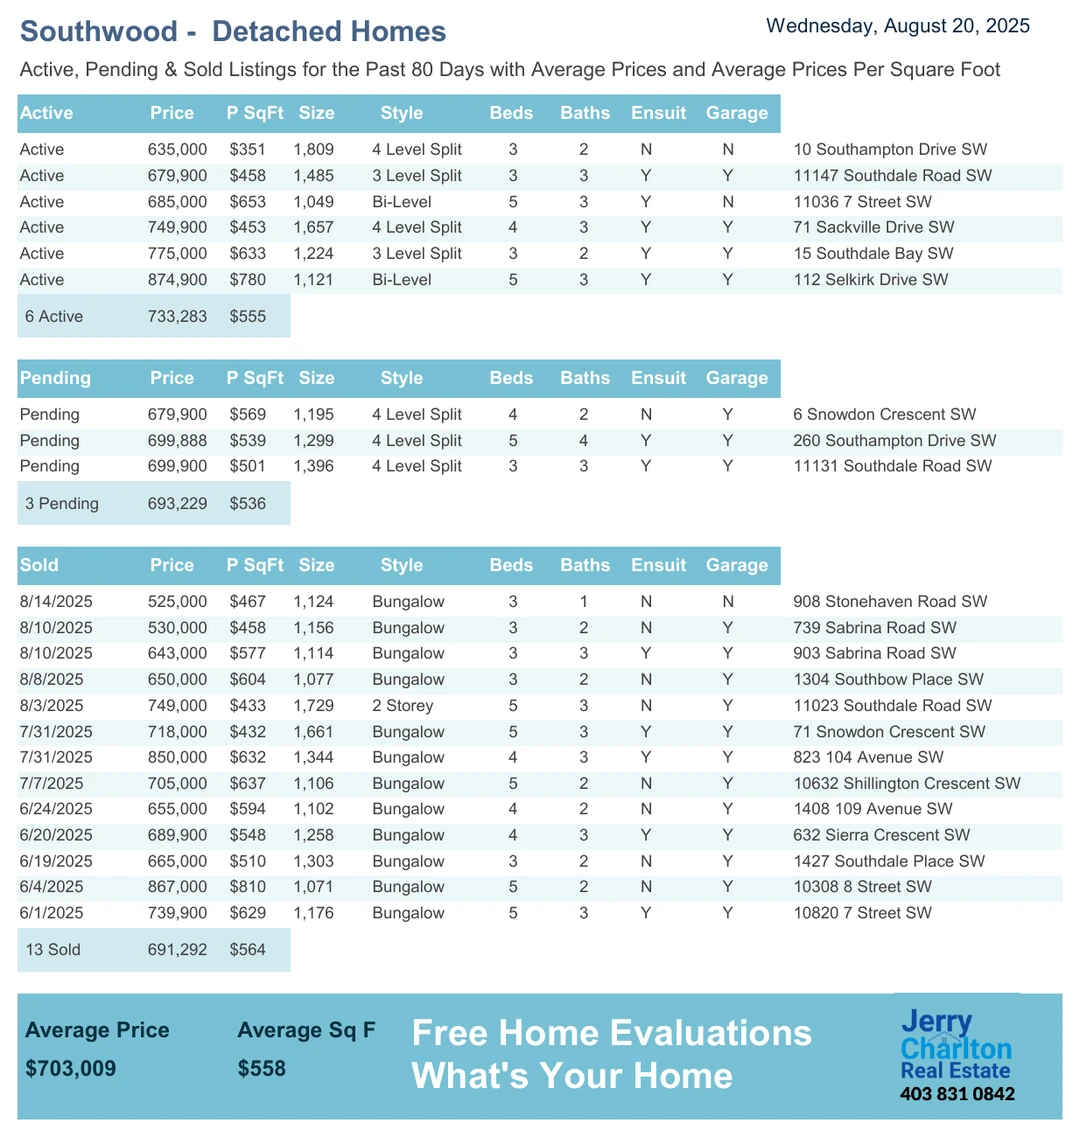 Southwood -  Detached Homes
Wednesday, August 20, 2025
Active, Pending & Sold Listings for the Past 80 Days with Average Prices and Average Prices Per Square Foot
Active Price P SqFt Size Style Beds Baths Ensuit Garage
Active 635,000 $351 1,809 4 Level Split 3 2 N N 10 Southampton Drive SW
Active 679,900 $458 1,485 3 Level Split 3 3 Y Y 11147 Southdale Road SW
Active 685,000 $653 1,049 Bi-Level 5 3 Y N 11036 7 Street SW
Active 749,900 $453 1,657 4 Level Split 4 3 Y Y 71 Sackville Drive SW
Active 775,000 $633 1,224 3 Level Split 3 2 Y Y 15 Southdale Bay SW
Active 874,900 $780 1,121 Bi-Level 5 3 Y Y 112 Selkirk Drive SW
6 Active 733,283 $555
Pending Price P SqFt Size Style Beds Baths Ensuit Garage
Pending 679,900 $569 1,195 4 Level Split 4 2 N Y 6 Snowdon Crescent SW
Pending 699,888 $539 1,299 4 Level Split 5 4 Y Y 260 Southampton Drive SW
Pending 699,900 $501 1,396 4 Level Split 3 3 Y Y 11131 Southdale Road SW
3 Pending 693,229 $536
Sold Price P SqFt Size Style Beds Baths Ensuit Garage
8/14/2025 525,000 $467 1,124 Bungalow 3 1 N N 908 Stonehaven Road SW
8/10/2025 530,000 $458 1,156 Bungalow 3 2 N Y 739 Sabrina Road SW
8/10/2025 643,000 $577 1,114 Bungalow 3 3 Y Y 903 Sabrina Road SW
8/8/2025 650,000 $604 1,077 Bungalow 3 2 N Y 1304 Southbow Place SW
8/3/2025 749,000 $433 1,729 2 Storey 5 3 N Y 11023 Southdale Road SW
7/31/2025 718,000 $432 1,661 Bungalow 5 3 Y Y 71 Snowdon Crescent SW
7/31/2025 850,000 $632 1,344 Bungalow 4 3 Y Y 823 104 Avenue SW
7/7/2025 705,000 $637 1,106 Bungalow 5 2 N Y 10632 Shillington Crescent SW
6/24/2025 655,000 $594 1,102 Bungalow 4 2 N Y 1408 109 Avenue SW
6/20/2025 689,900 $548 1,258 Bungalow 4 3 Y Y 632 Sierra Crescent SW
6/19/2025 665,000 $510 1,303 Bungalow 3 2 N Y 1427 Southdale Place SW
6/4/2025 867,000 $810 1,071 Bungalow 5 2 N Y 10308 8 Street SW
6/1/2025 739,900 $629 1,176 Bungalow 5 3 Y Y 10820 7 Street SW
13 Sold 691,292 $564
Average Price Average Sq F
$703,009 $558
Free Home Evaluations
What's Your Home
Jerry
Charlton
Real Estate
403 831 0842